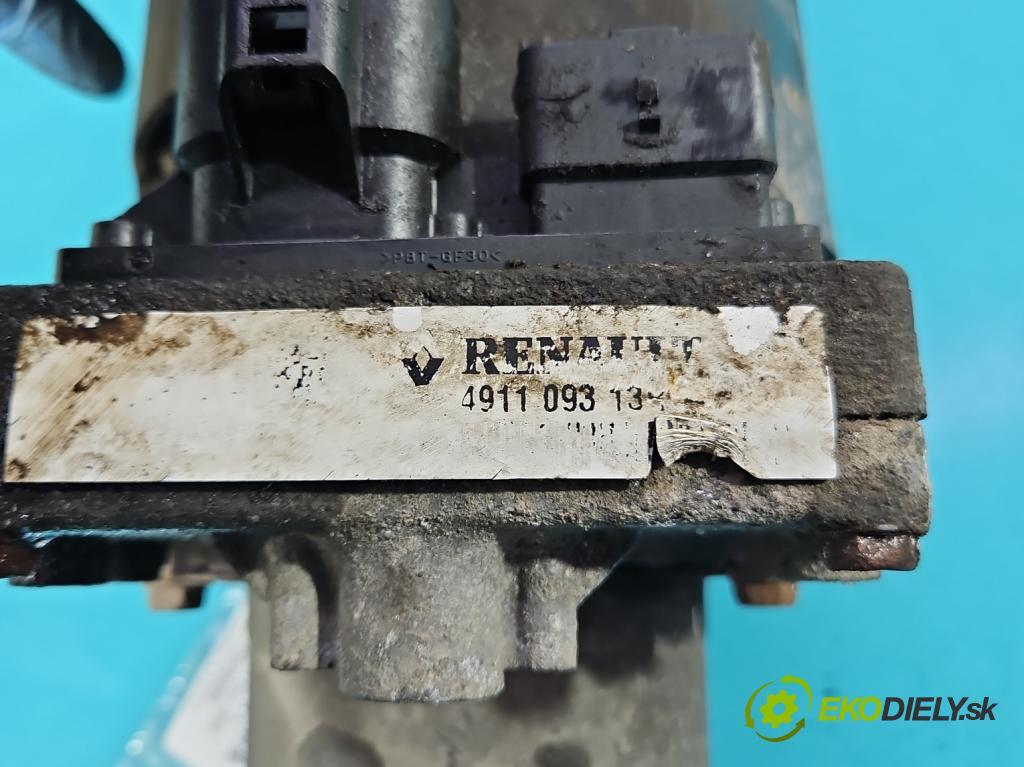 >PBT-GF30<
RENAULT
4911 093 13
EKODIELY.sk